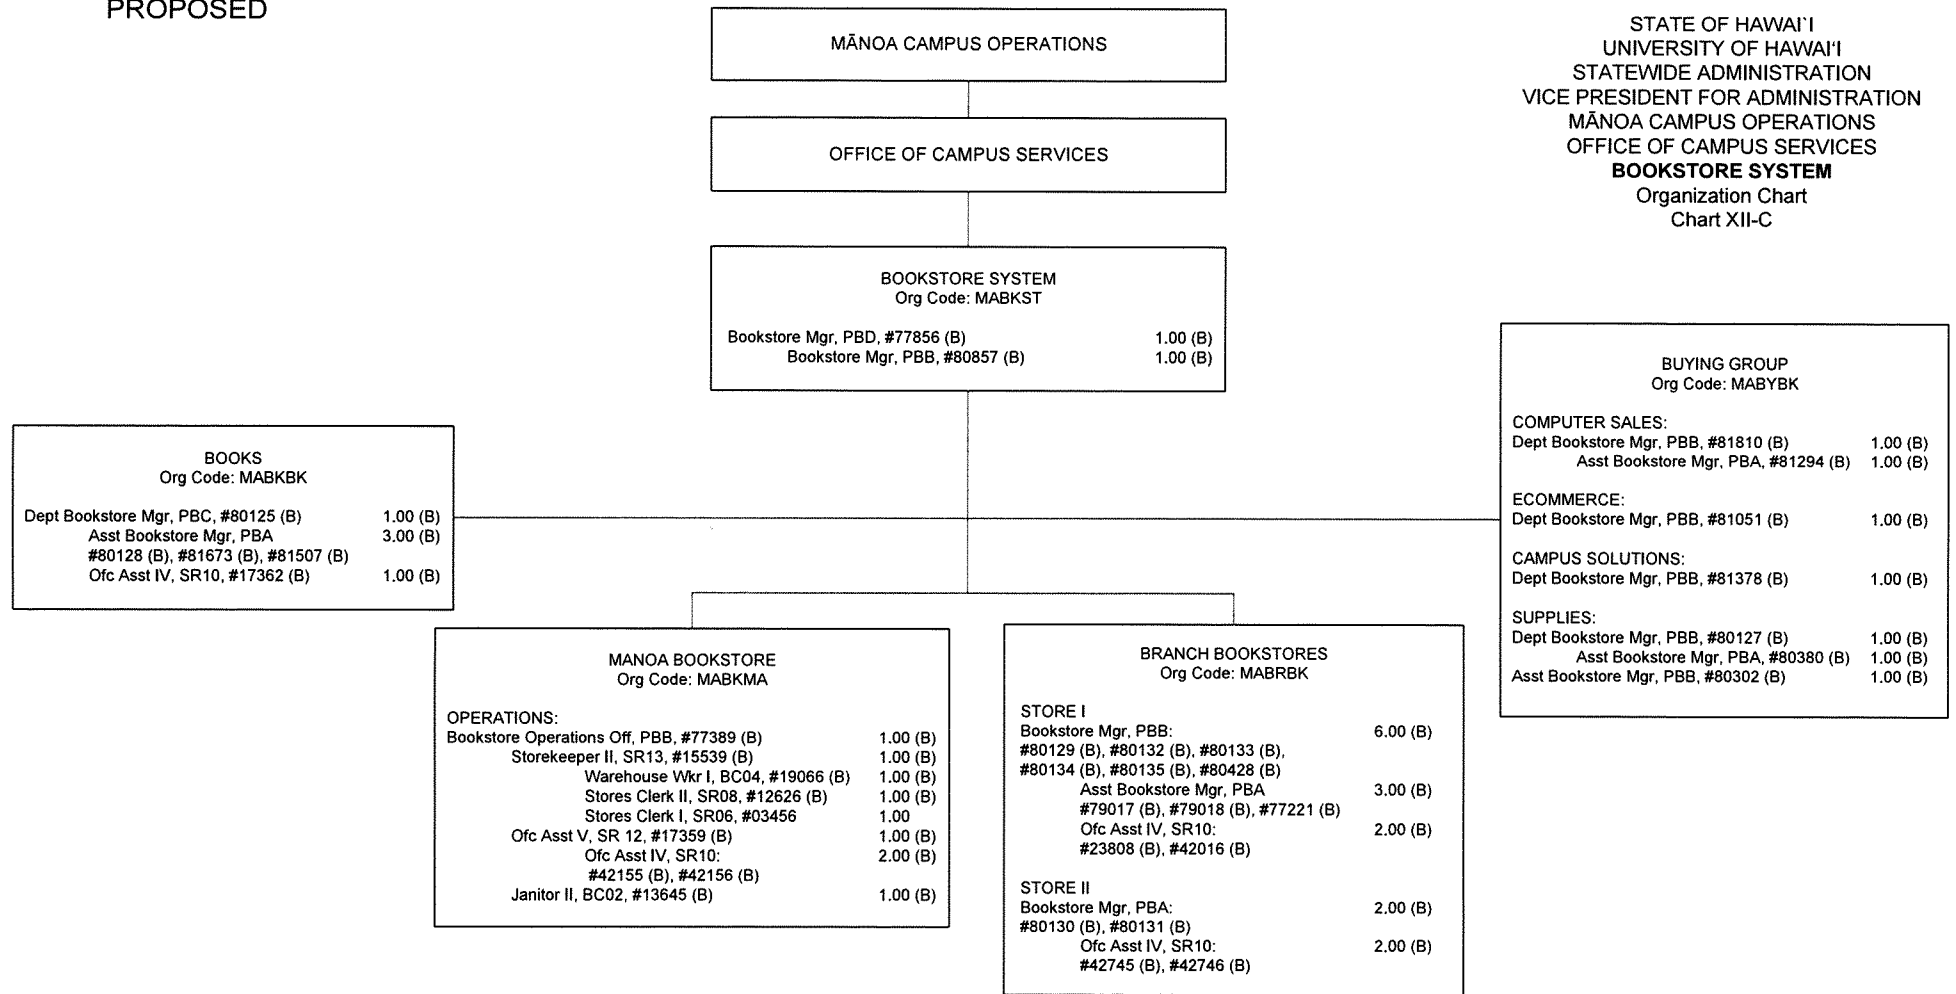 PROPOSED
STATE OF HAWAI`I
UNIVERSITY OF HAWAI'I
STATEWIDE ADMINISTRATION
VICE PRESIDENT FOR ADMINISTRATION
MĀNOA CAMPUS OPERATIONS
OFFICE OF CAMPUS SERVICES
BOOKSTORE SYSTEM
Organization Chart
Chart XII-C
MĀNOA CAMPUS OPERATIONS
OFFICE OF CAMPUS SERVICES
BOOKSTORE SYSTEM
Org Code: MABKST
Bookstore Mgr, PBD, #77856 (B) 1.00 (B)
Bookstore Mgr, PBB, #80857 (B) 1.00 (B)
BOOKS
Org Code: MABKBK
Dept Bookstore Mgr, PBC, #80125 (B) 1.00 (B)
Asst Bookstore Mgr, PBA 3.00 (B)
#80128 (B), #81673 (B), #81507 (B)
Ofc Asst IV, SR10, #17362 (B) 1.00 (B)
BUYING GROUP
Org Code: MABYBK
COMPUTER SALES:
Dept Bookstore Mgr, PBB, #81810 (B) 1.00 (B)
Asst Bookstore Mgr, PBA, #81294 (B) 1.00 (B)
ECOMMERCE:
Dept Bookstore Mgr, PBB, #81051 (B) 1.00 (B)
CAMPUS SOLUTIONS:
Dept Bookstore Mgr, PBB, #81378 (B) 1.00 (B)
SUPPLIES:
Dept Bookstore Mgr, PBB, #80127 (B) 1.00 (B)
Asst Bookstore Mgr, PBA, #80380 (B) 1.00 (B)
Asst Bookstore Mgr, PBB, #80302 (B) 1.00 (B)
MANOA BOOKSTORE
Org Code: MABKMA
OPERATIONS:
Bookstore Operations Off, PBB, #77389 (B) 1.00 (B)
Storekeeper II, SR13, #15539 (B) 1.00 (B)
Warehouse Wkr I, BC04, #19066 (B) 1.00 (B)
Stores Clerk II, SR08, #12626 (B) 1.00 (B)
Stores Clerk I, SR06, #03456 1.00
Ofc Asst V, SR 12, #17359 (B) 1.00 (B)
Ofc Asst IV, SR10: 2.00 (B)
#42155 (B), #42156 (B)
Janitor II, BC02, #13645 (B) 1.00 (B)
BRANCH BOOKSTORES
Org Code: MABRBK
STORE I
Bookstore Mgr, PBB: 6.00 (B)
#80129 (B), #80132 (B), #80133 (B),
#80134 (B), #80135 (B), #80428 (B)
Asst Bookstore Mgr, PBA 3.00 (B)
#79017 (B), #79018 (B), #77221 (B)
Ofc Asst IV, SR10: 2.00 (B)
#23808 (B), #42016 (B)
STORE II
Bookstore Mgr, PBA: 2.00 (B)
#80130 (B), #80131 (B)
Ofc Asst IV, SR10: 2.00 (B)
#42745 (B), #42746 (B)